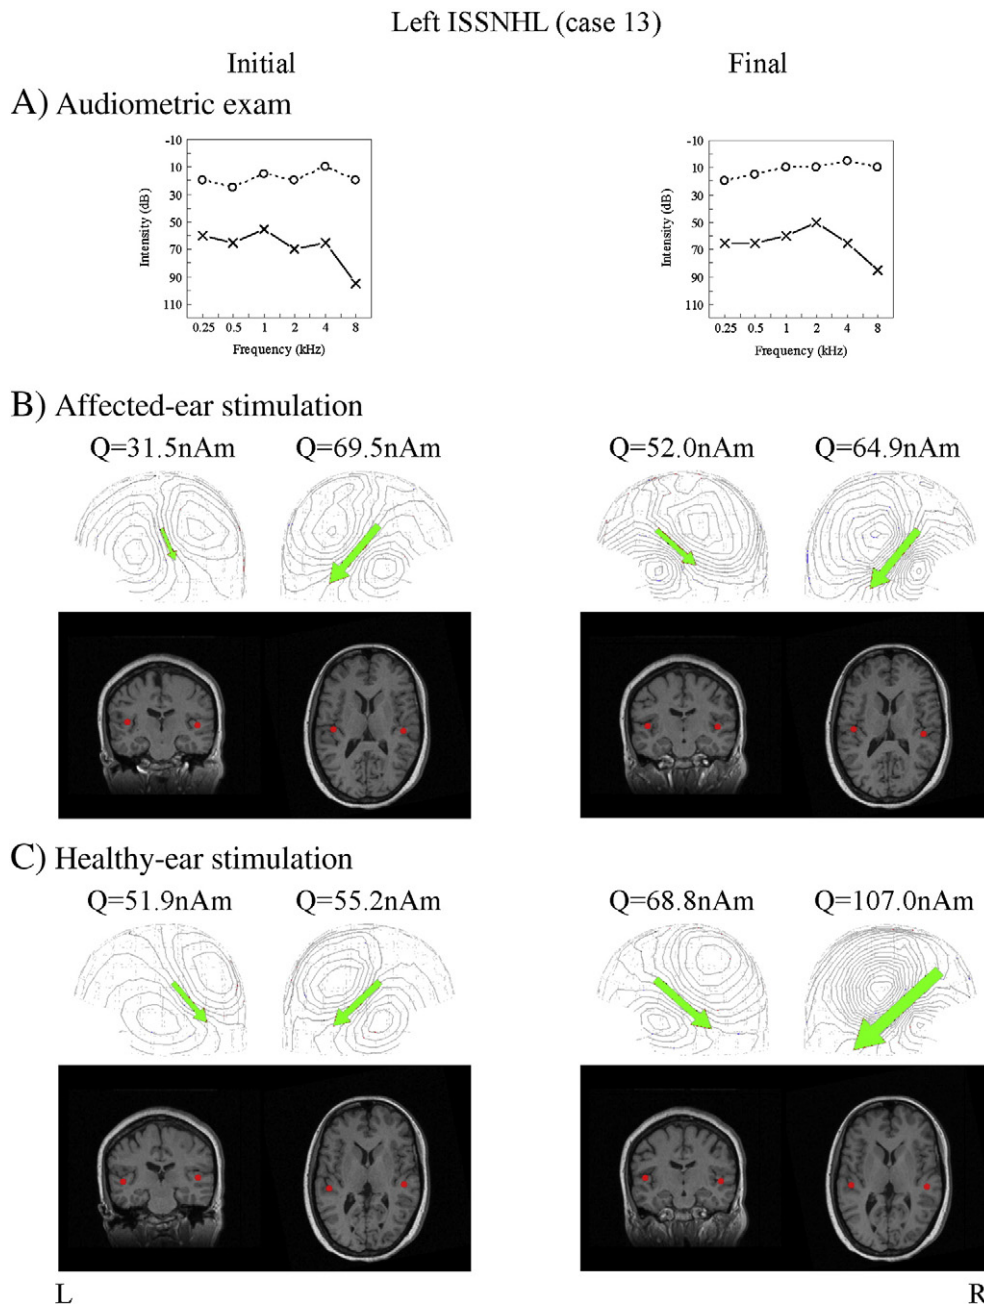 Left ISSNHL (case 13)
Initial
Final
A) Audiometric exam
-10
10
30
50
70
90
110
Intensity (dB)
0.25 0.5 1 2 4 8
Frequency (kHz)
-10
10
30
50
70
90
110
Intensity (dB)
0.25 0.5 1 2 4 8
Frequency (kHz)
B) Affected-ear stimulation
Q=31.5nAm Q=69.5nAm Q=52.0nAm Q=64.9nAm
C) Healthy-ear stimulation
Q=51.9nAm Q=55.2nAm Q=68.8nAm Q=107.0nAm
L R